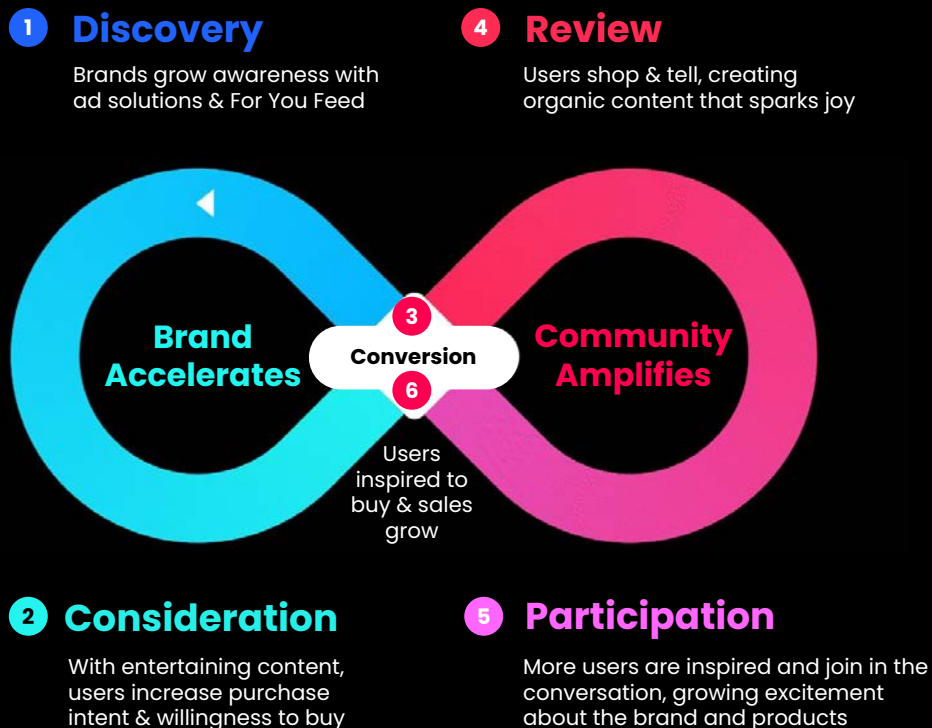 1 Discovery
Brands grow awareness with
ad solutions & For You Feed
4 Review
Users shop & tell, creating
organic content that sparks joy
Brand
Accelerates
3
Conversion
6
Community
Amplifies
Users
inspired to
buy & sales
grow
2 Consideration
With entertaining content,
users increase purchase
intent & willingness to buy
5 Participation
More users are inspired and join in the
conversation, growing excitement
about the brand and products